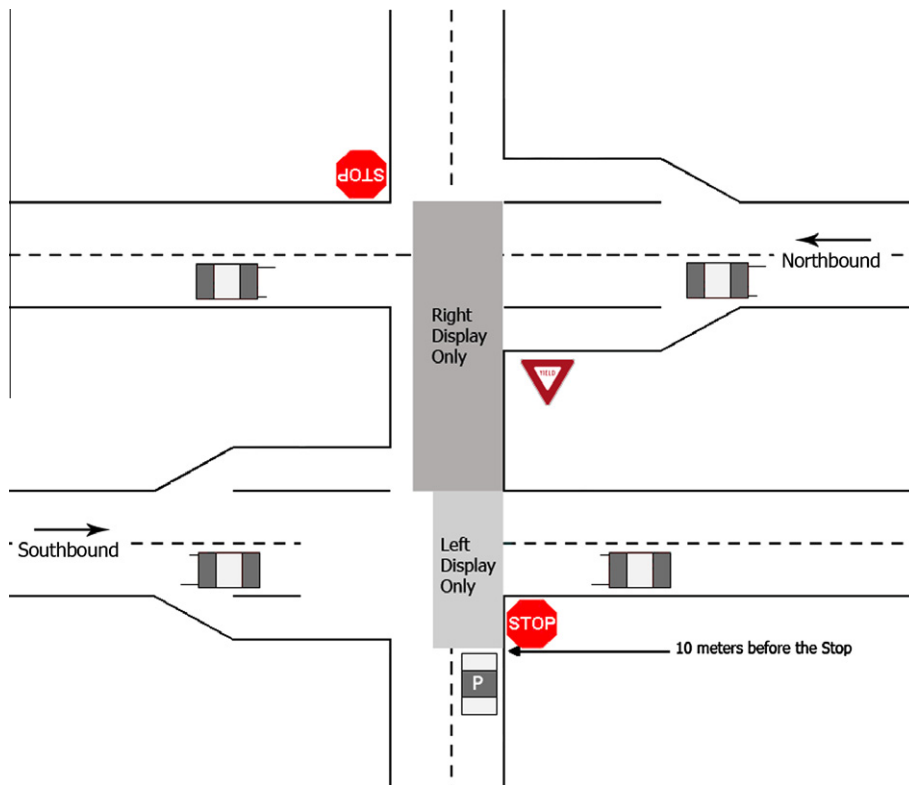 STOP
Northbound
Right
Display
Only
YIELD
Southbound
Left
Display
Only
STOP
10 meters before the Stop
P